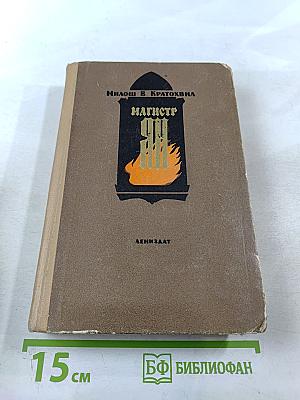 Милош В Кратохвил
МАГИСТР
ЯН
ЛЕНИЗДАТ
15 см
БФ БИБЛИОФАН